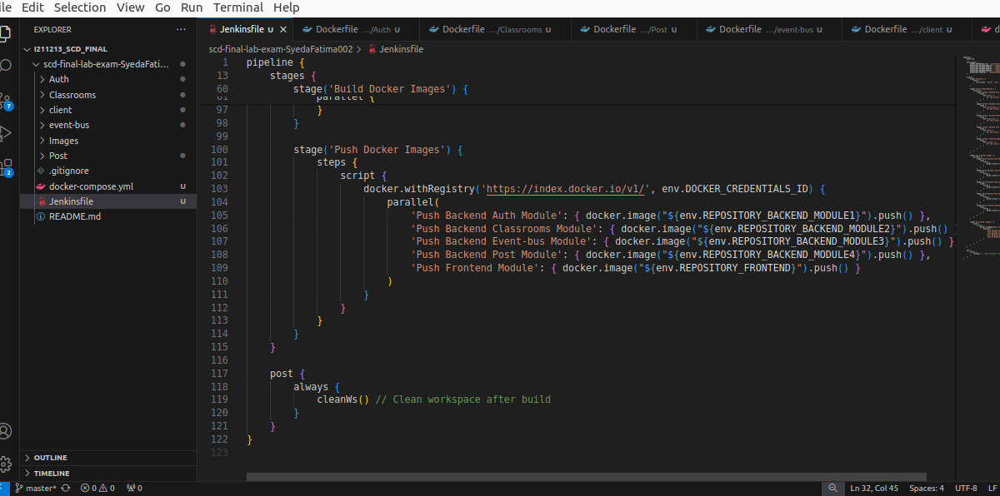 ile Edit Selection View Go Run Terminal Help
EXPLORER ...
I211213_SCD_FINAL
scd-final-lab-exam-SyedaFati...
Auth
Classrooms
client
event-bus
Images
Post
.gitignore
docker-compose.yml U
Jenkinsfile U
README.md
OUTLINE
TIMELINE
7
2
Jenkinsfile U ×
Dockerfile .../Auth U
Dockerfile .../Classrooms U
Dockerfile .../Post U
Dockerfile .../event-bus U
Dockerfile .../client U
d
scd-final-lab-exam-SyedaFatima002 > Jenkinsfile
1 pipeline {
13 stages {
60 stage('Build Docker Images') {
61 parallel {
97 }
98 }
99
100 stage('Push Docker Images') {
101 steps {
102 script {
103 docker.withRegistry('https://index.docker.io/v1/', env.DOCKER_CREDENTIALS_ID) {
104 parallel(
105 'Push Backend Auth Module': { docker.image("${env.REPOSITORY_BACKEND_MODULE1}").push() },
106 'Push Backend Classrooms Module': { docker.image("${env.REPOSITORY_BACKEND_MODULE2}").push()
107 'Push Backend Event-bus Module': { docker.image("${env.REPOSITORY_BACKEND_MODULE3}").push() }
108 'Push Backend Post Module': { docker.image("${env.REPOSITORY_BACKEND_MODULE4}").push() },
109 'Push Frontend Module': { docker.image("${env.REPOSITORY_FRONTEND}").push() }
110 )
111 }
112 }
113 }
114 }
115 }
116
117 post {
118 always {
119 cleanWs() // Clean workspace after build
120 }
121 }
122 }
123
master* 0 0 0 Ln 32, Col 45 Spaces: 4 UTF-8 LF